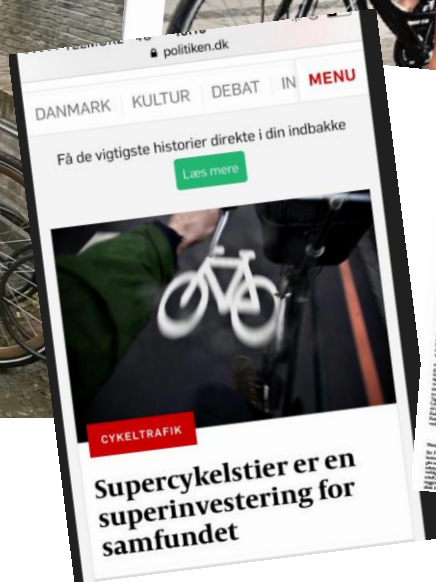 politiken.dk
DANMARK KULTUR DEBAT IN MENU
Få de vigtigste historier direkte i din indbakke
Læs mere
CYKELTRAFIK
Supercykelstier er en
superinvestering for
samfundet